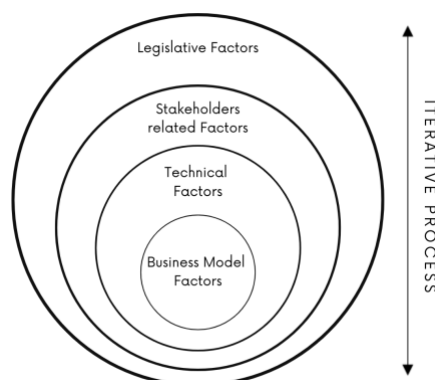 Legislative Factors
Stakeholders
related Factors
Technical
Factors
Business Model
Factors
ITERATIVE PROCESS